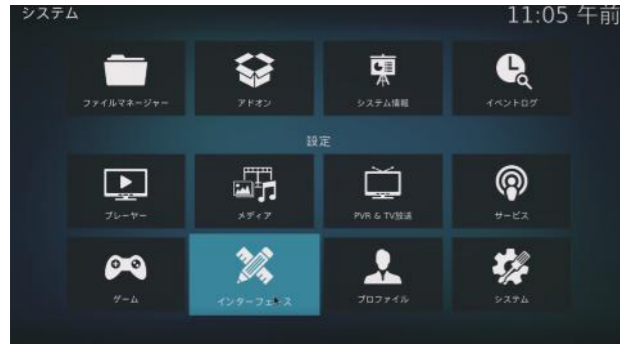 システム
11:05 午前
ファイルマネージャー
アドオン
システム情報
イベントログ
設定
プレーヤー
メディア
PVR & TV放送
サービス
ゲーム
インターフェース
プロファイル
システム